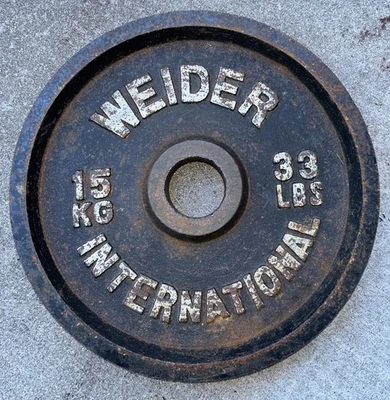 WEIDER
15
KG
33
LBS
INTERNATIONAL